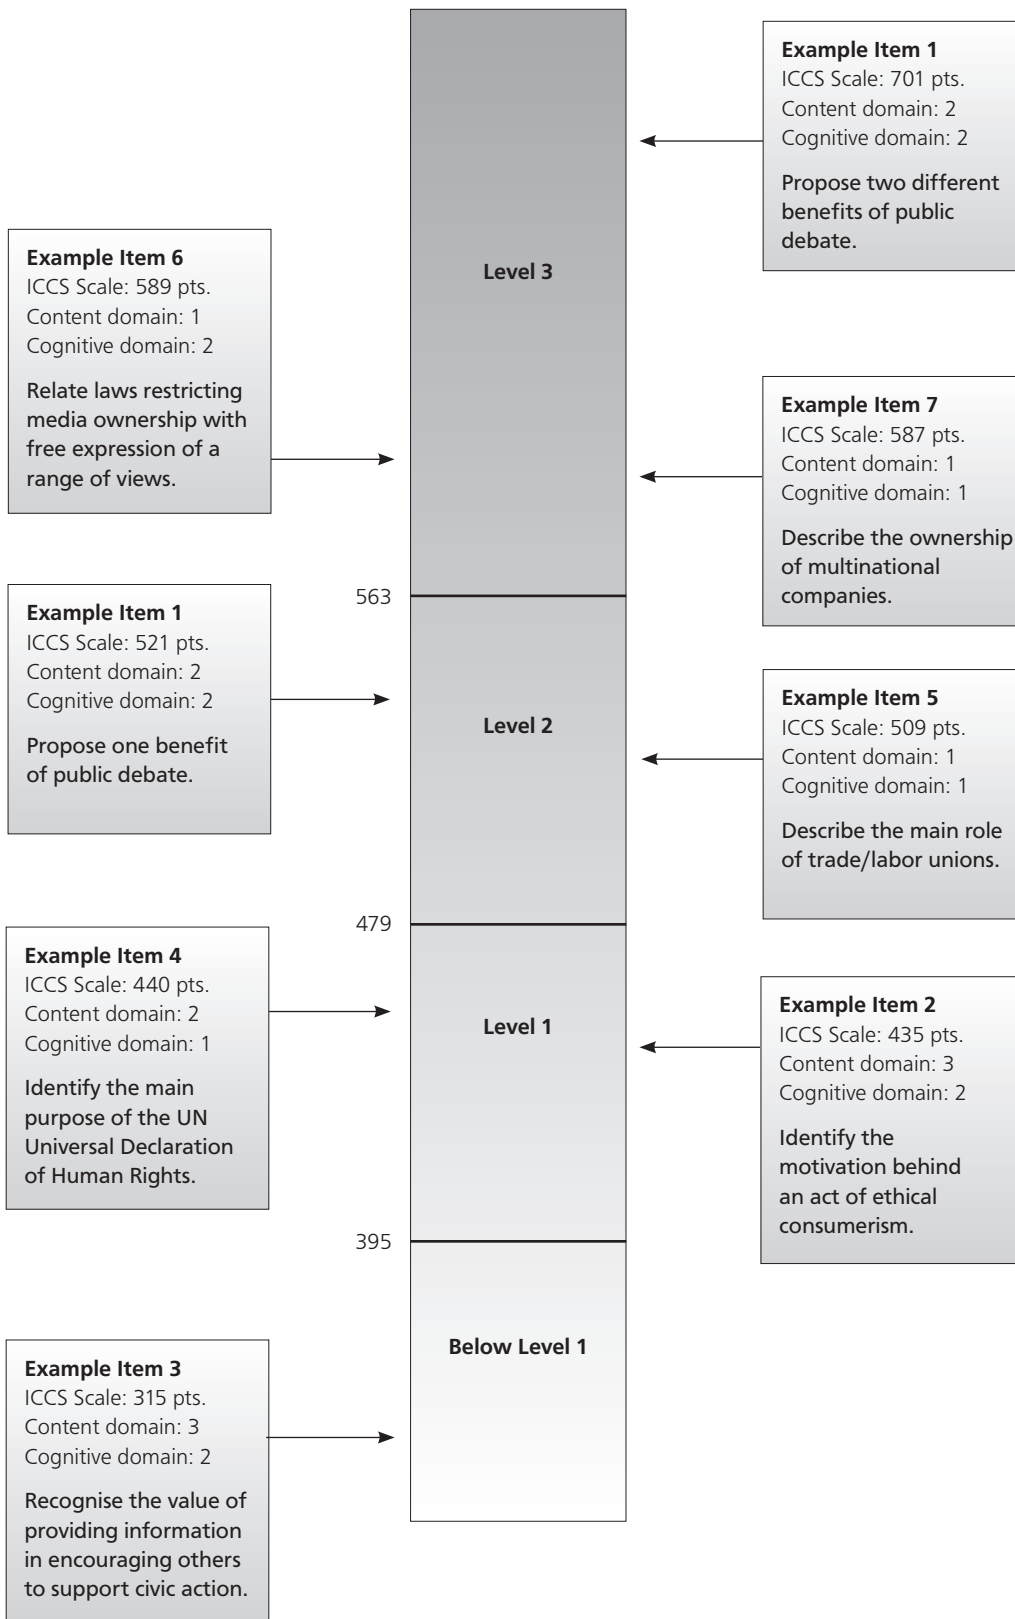 Example Item 1
ICCS Scale: 701 pts.
Content domain: 2
Cognitive domain: 2
Propose two different
benefits of public
debate.
Level 3
Example Item 6
ICCS Scale: 589 pts.
Content domain: 1
Cognitive domain: 2
Relate laws restricting
media ownership with
free expression of a
range of views.
Example Item 7
ICCS Scale: 587 pts.
Content domain: 1
Cognitive domain: 1
Describe the ownership
of multinational
companies.
563
Example Item 1
ICCS Scale: 521 pts.
Content domain: 2
Cognitive domain: 2
Propose one benefit
of public debate.
Level 2
Example Item 5
ICCS Scale: 509 pts.
Content domain: 1
Cognitive domain: 1
Describe the main role
of trade/labor unions.
479
Example Item 4
ICCS Scale: 440 pts.
Content domain: 2
Cognitive domain: 1
Identify the main
purpose of the UN
Universal Declaration
of Human Rights.
Level 1
Example Item 2
ICCS Scale: 435 pts.
Content domain: 3
Cognitive domain: 2
Identify the
motivation behind
an act of ethical
consumerism.
395
Below Level 1
Example Item 3
ICCS Scale: 315 pts.
Content domain: 3
Cognitive domain: 2
Recognise the value of
providing information
in encouraging others
to support civic action.